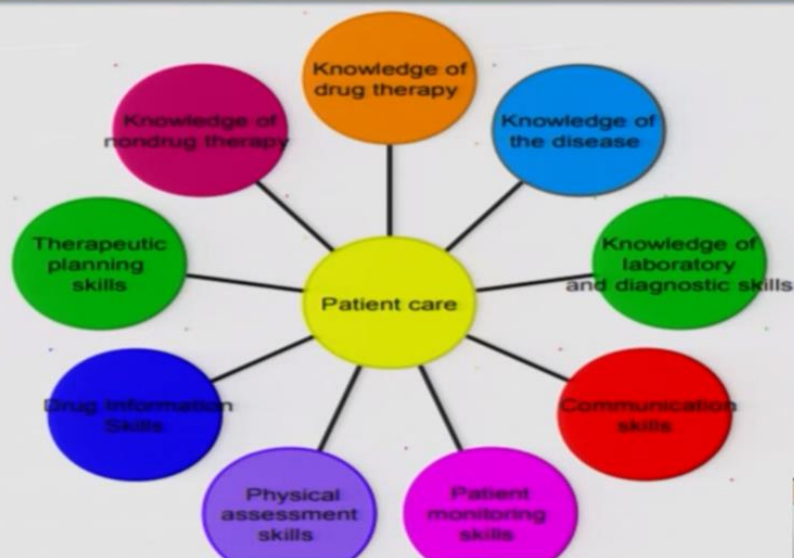 Knowledge of
drug therapy
Knowledge of
the disease
Knowledge of
laboratory
and diagnostic skills
Communication
skills
Patient
monitoring
skills
Physical
assessment
skills
Drug Information
Skills
Therapeutic
planning
skills
Knowledge of
nondrug therapy
Patient care